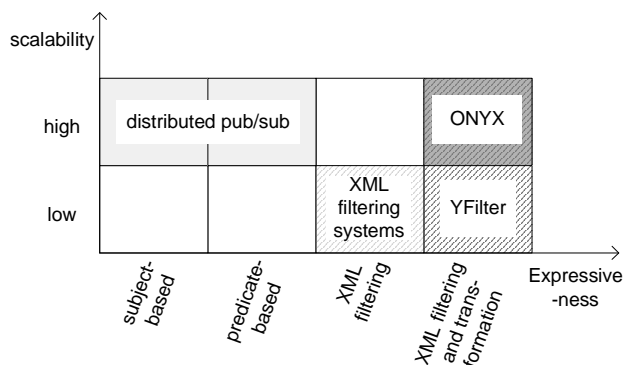 scalability
high
distributed pub/sub
ONYX
low
XML
filtering
systems
YFilter
subject-
based
predicate-
based
XML
filtering
XML filtering
and trans-
formation
Expressive
-ness